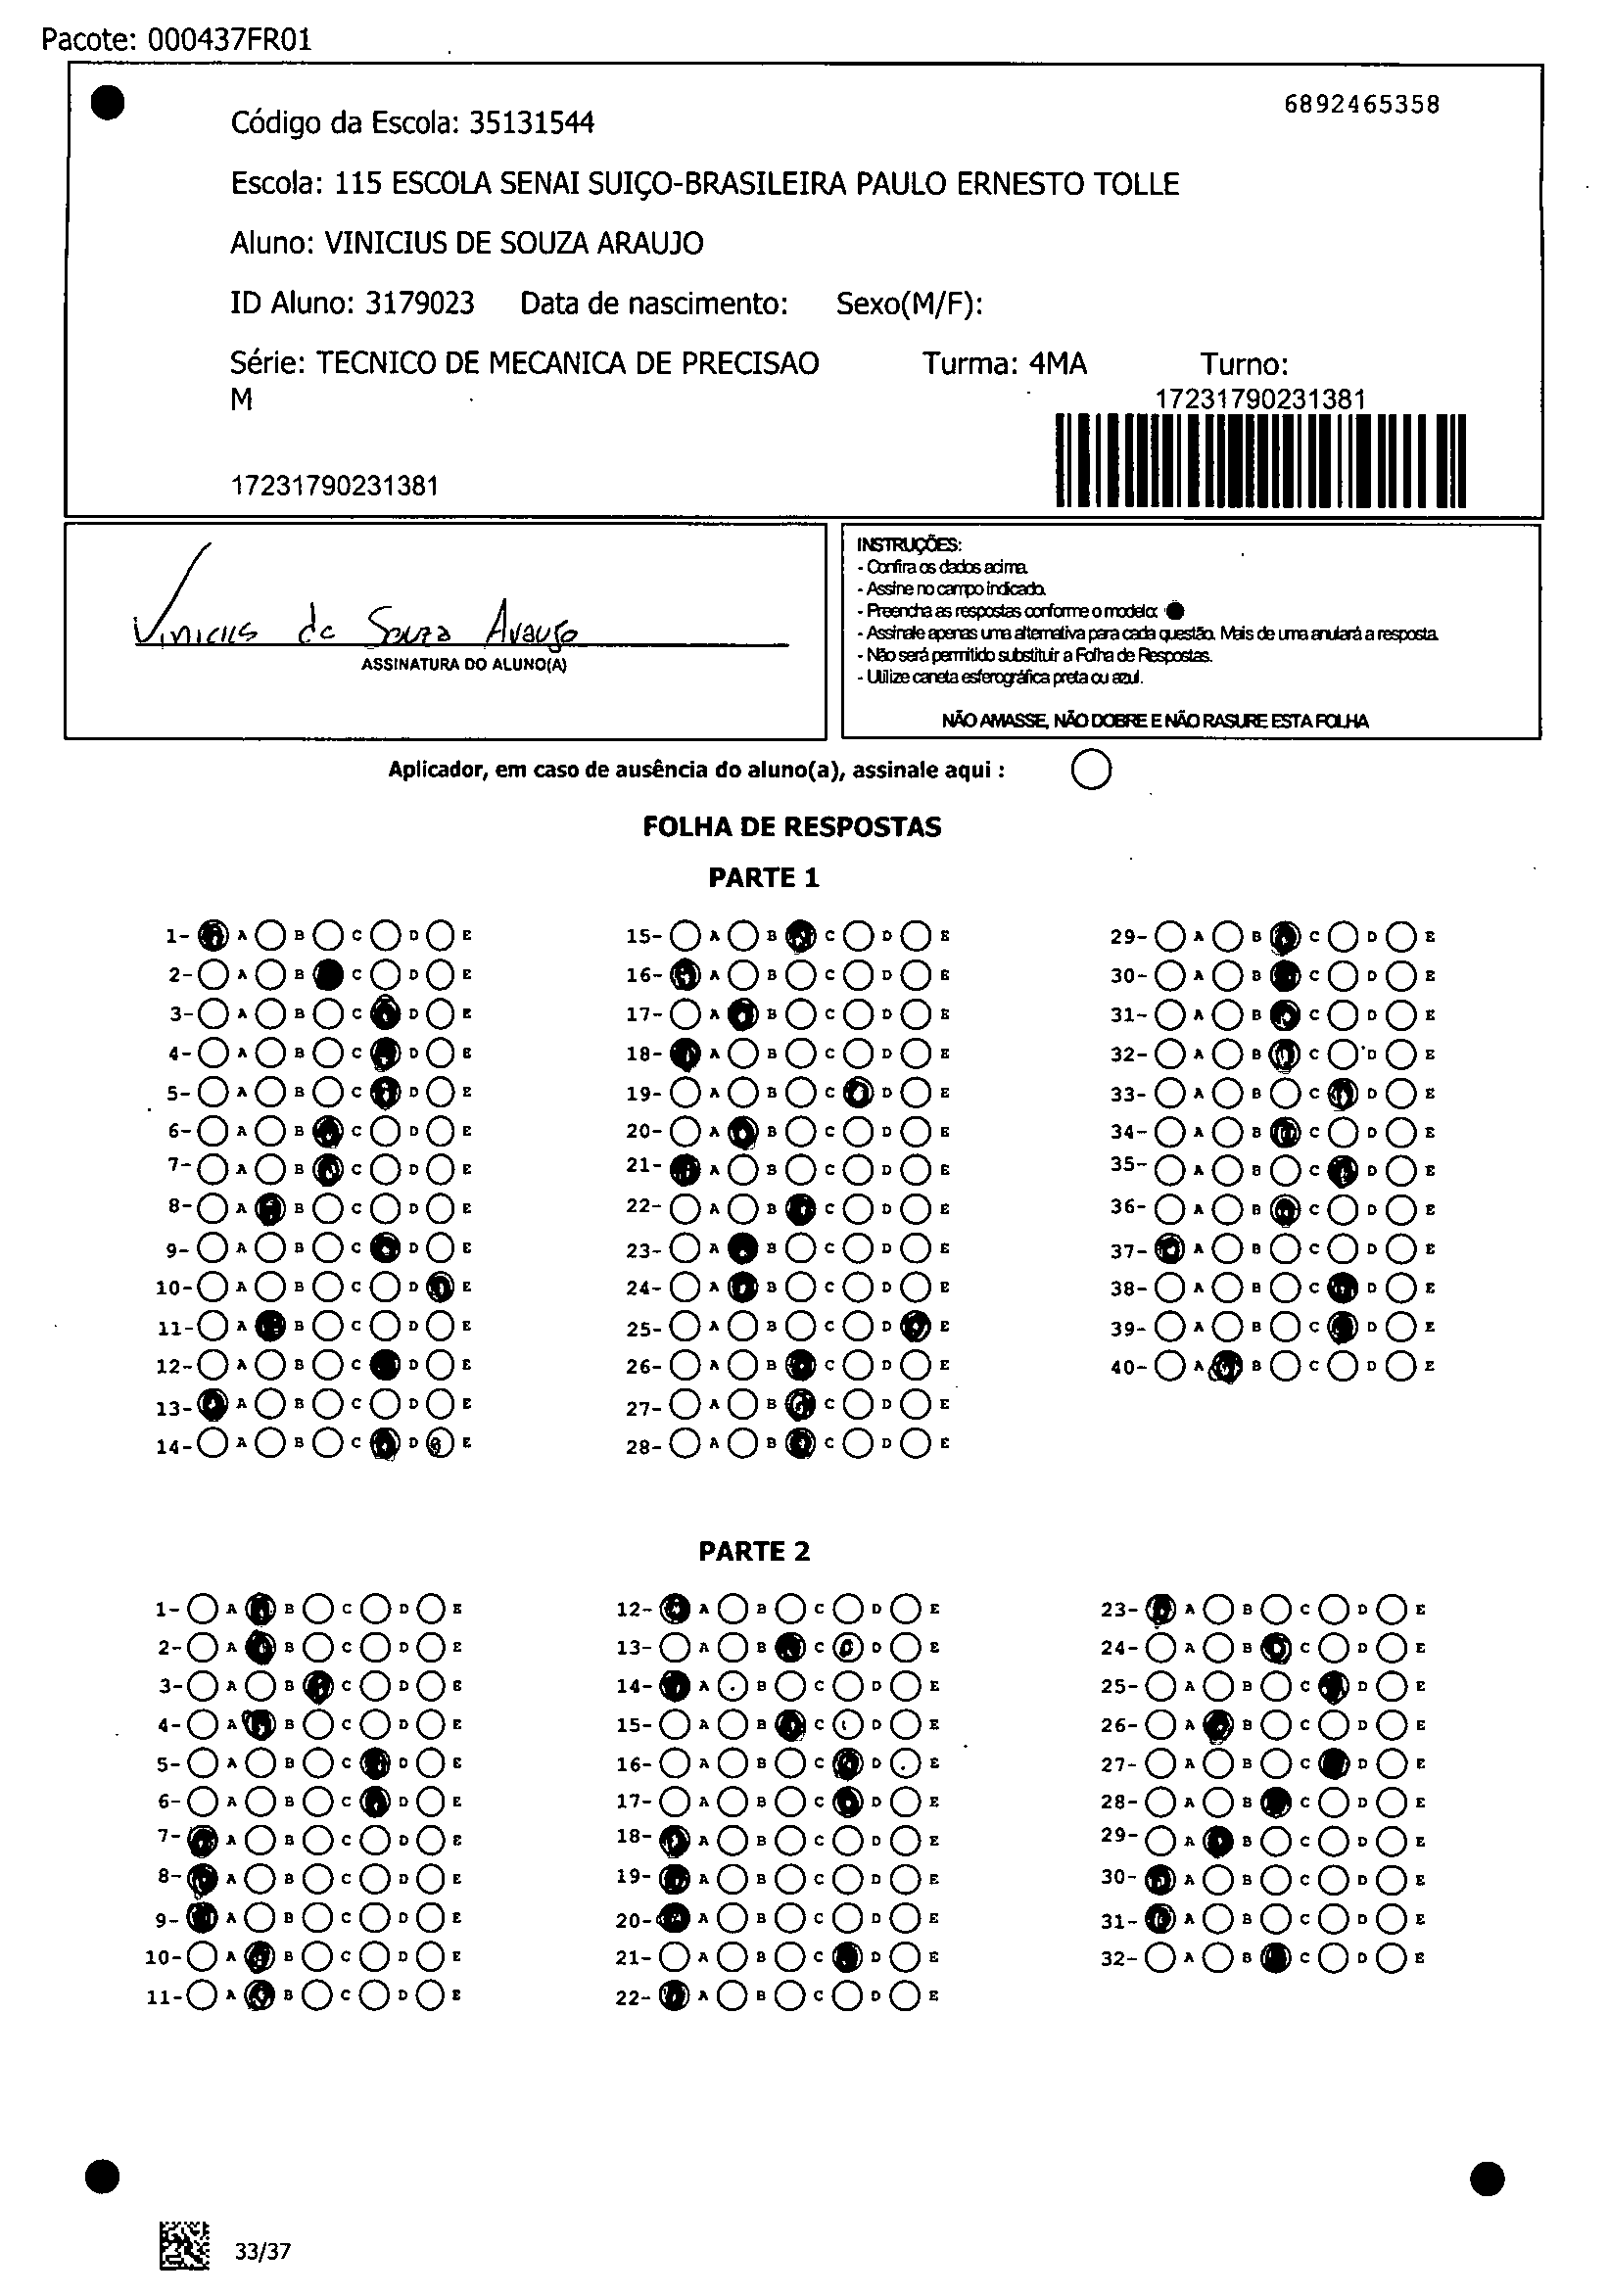 Pacote: 000437FR01
6892465358
Código da Escola: 35131544
Escola: 115 ESCOLA SENAI SUIÇO-BRASILEIRA PAULO ERNESTO TOLLE
Aluno: VINICIUS DE SOUZA ARAUJO
ID Aluno: 3179023 Data de nascimento: Sexo(M/F):
Série: TECNICO DE MECANICA DE PRECISAO Turma: 4MA Turno:
M
17231790231381
17231790231381
Vinicius de Souza Araujo
ASSINATURA DO ALUNO(A)
INSTRUÇÕES:
- Confira os dados acima.
- Assine no campo indicado.
- Preencha as respostas conforme o modelo:
- Assinale apenas uma alternativa para cada questão. Mais de uma anulará a resposta.
- Não será permitido substituir a Folha de Respostas.
- Utilize caneta esferográfica preta ou azul.
NÃO AMASSE, NÃO DOBRE E NÃO RASURE ESTA FOLHA
Aplicador, em caso de ausência do aluno(a), assinale aqui :
FOLHA DE RESPOSTAS
PARTE 1
1- A B C D E 15- A B C D E 29- A B C D E
2- A B C D E 16- A B C D E 30- A B C D E
3- A B C D E 17- A B C D E 31- A B C D E
4- A B C D E 18- A B C D E 32- A B C D E
5- A B C D E 19- A B C D E 33- A B C D E
6- A B C D E 20- A B C D E 34- A B C D E
7- A B C D E 21- A B C D E 35- A B C D E
8- A B C D E 22- A B C D E 36- A B C D E
9- A B C D E 23- A B C D E 37- A B C D E
10- A B C D E 24- A B C D E 38- A B C D E
11- A B C D E 25- A B C D E 39- A B C D E
12- A B C D E 26- A B C D E 40- A B C D E
13- A B C D E 27- A B C D E
14- A B C D E 28- A B C D E
PARTE 2
1- A B C D E 12- A B C D E 23- A B C D E
2- A B C D E 13- A B C D E 24- A B C D E
3- A B C D E 14- A B C D E 25- A B C D E
4- A B C D E 15- A B C D E 26- A B C D E
5- A B C D E 16- A B C D E 27- A B C D E
6- A B C D E 17- A B C D E 28- A B C D E
7- A B C D E 18- A B C D E 29- A B C D E
8- A B C D E 19- A B C D E 30- A B C D E
9- A B C D E 20- A B C D E 31- A B C D E
10- A B C D E 21- A B C D E 32- A B C D E
11- A B C D E 22- A B C D E
33/37